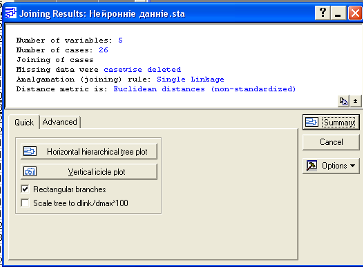 Joining Results: Нейронніе данніе.sta
Number of variables: 5
Number of cases: 26
Joining of cases
Missing data were casewise deleted
Amalgamation (joining) rule: Single Linkage
Distance metric is: Euclidean distances (non-standardized)
Quick Advanced
Summary
Horizontal hierarchical tree plot
Cancel
Vertical icicle plot
Options
Rectangular branches
Scale tree to dlink/dmax*100